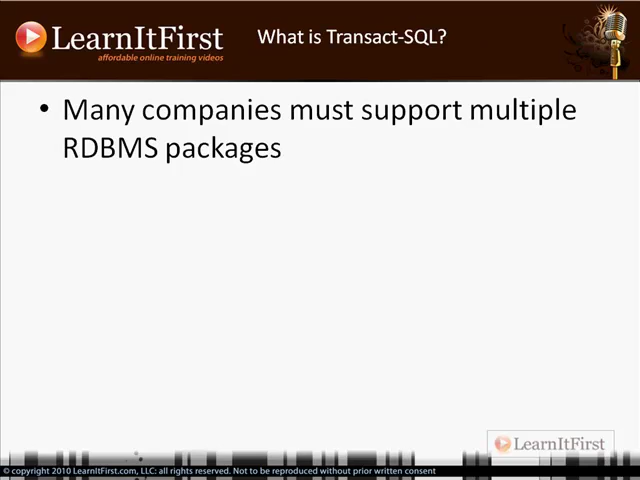 LearnItFirst
affordable online training videos
What is Transact-SQL?
• Many companies must support multiple
RDBMS packages
LearnItFirst
© copyright 2010 LearnItFirst.com, LLC: all rights reserved. Not to be reproduced without prior written consent